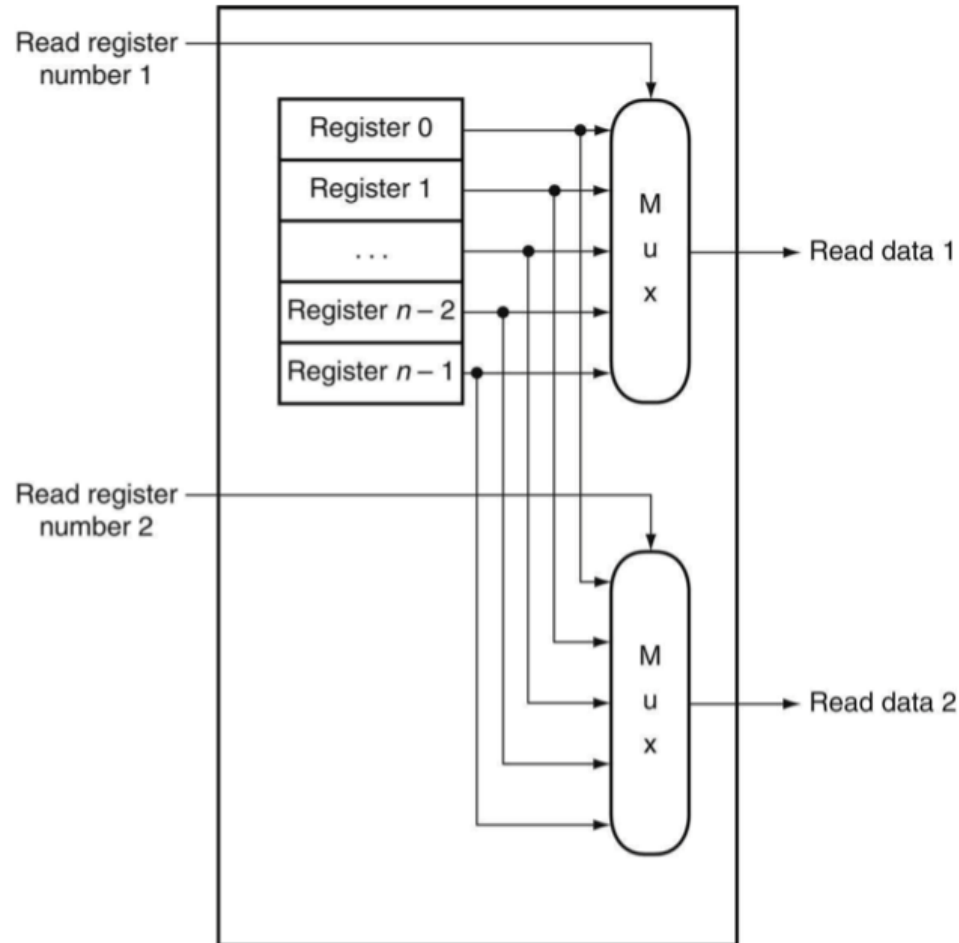 Read register
number 1
Register 0
Register 1
. . .
Register n – 2
Register n – 1
M
u
x
Read data 1
Read register
number 2
M
u
x
Read data 2